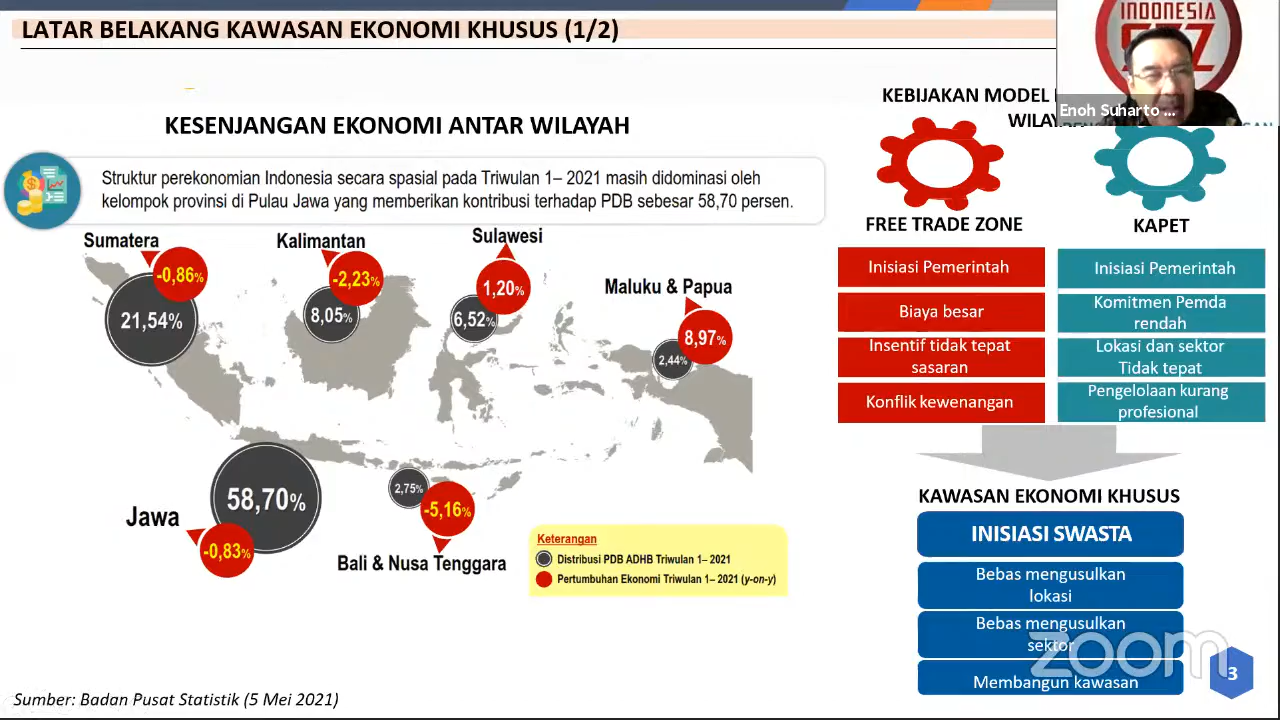 LATAR BELAKANG KAWASAN EKONOMI KHUSUS (1/2)
INDONESIA
SEZ
Enoh Suharto ...
KESENJANGAN EKONOMI ANTAR WILAYAH
Struktur perekonomian Indonesia secara spasial pada Triwulan 1– 2021 masih didominasi oleh
kelompok provinsi di Pulau Jawa yang memberikan kontribusi terhadap PDB sebesar 58,70 persen.
Sumatera
-0,86%
21,54%
Kalimantan
-2,23%
8,05%
Sulawesi
1,20%
6,52%
Maluku & Papua
8,97%
2,44%
Jawa
58,70%
-0,83%
2,75%
-5,16%
Bali & Nusa Tenggara
Keterangan
Distribusi PDB ADHB Triwulan 1– 2021
Pertumbuhan Ekonomi Triwulan 1– 2021 (y-on-y)
Sumber: Badan Pusat Statistik (5 Mei 2021)
KEBIJAKAN MODEL
FREE TRADE ZONE
Inisiasi Pemerintah
Biaya besar
Insentif tidak tepat
sasaran
Konflik kewenangan
KAPET
Inisiasi Pemerintah
Komitmen Pemda
rendah
Lokasi dan sektor
Tidak tepat
Pengelolaan kurang
profesional
KAWASAN EKONOMI KHUSUS
INISIASI SWASTA
Bebas mengusulkan
lokasi
Bebas mengusulkan
sektor
Membangun kawasan
zoom
3